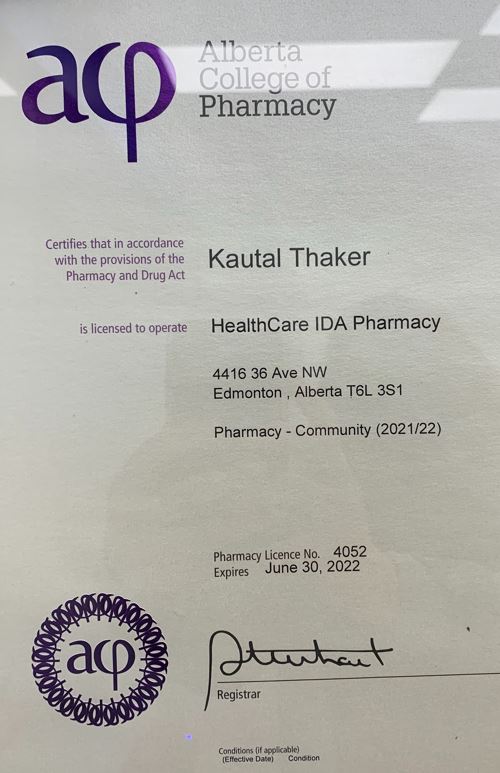 acp
Alberta
College of
Pharmacy
Certifies that in accordance
with the provisions of the
Pharmacy and Drug Act
Kautal Thaker
is licensed to operate
HealthCare IDA Pharmacy
4416 36 Ave NW
Edmonton , Alberta T6L 3S1
Pharmacy - Community (2021/22)
Pharmacy Licence No. 4052
Expires June 30, 2022
acp
Registrar
Conditions (if applicable)
(Effective Date) Condition